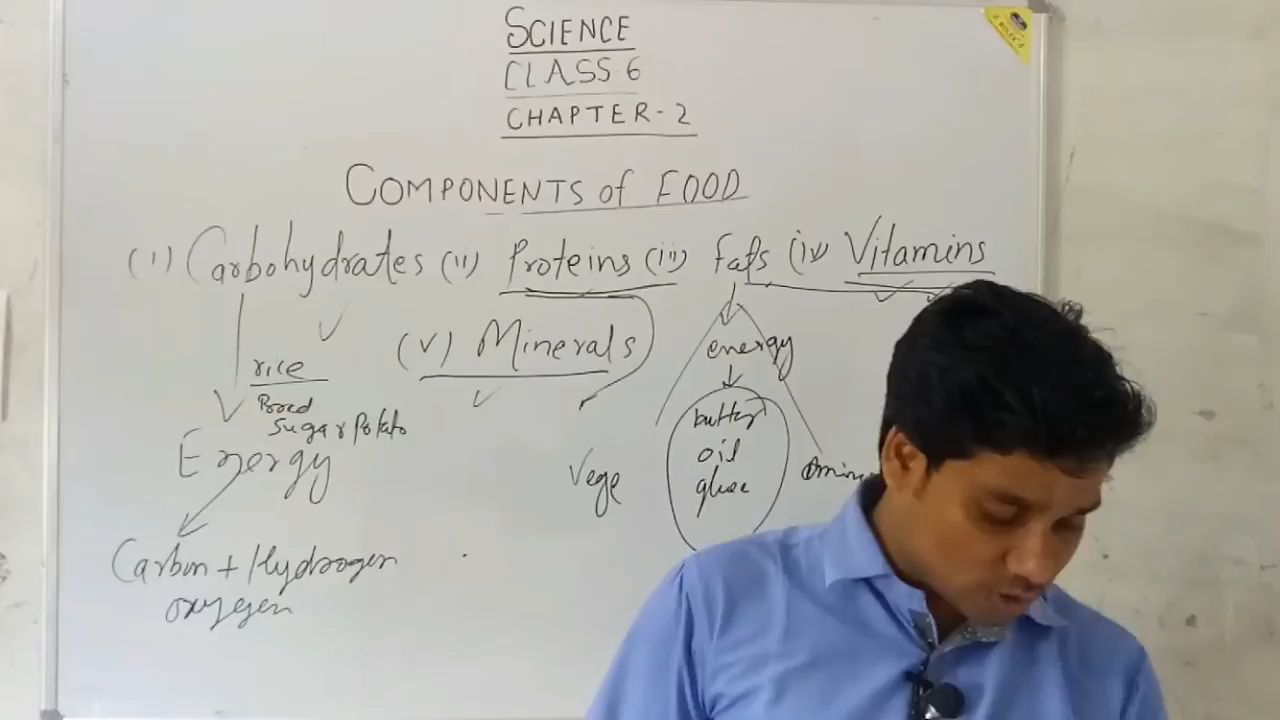 SCIENCE
CLASS 6
CHAPTER-2
COMPONENTS of FOOD
(i) Carbohydrates (ii) Proteins (iii) Fats (iv) Vitamins
(v) Minerals
energy
rice
Bread
Sugar Potato
butter
oil
ghee
Energy
Vege
Carbon + Hydrogen
oxygen